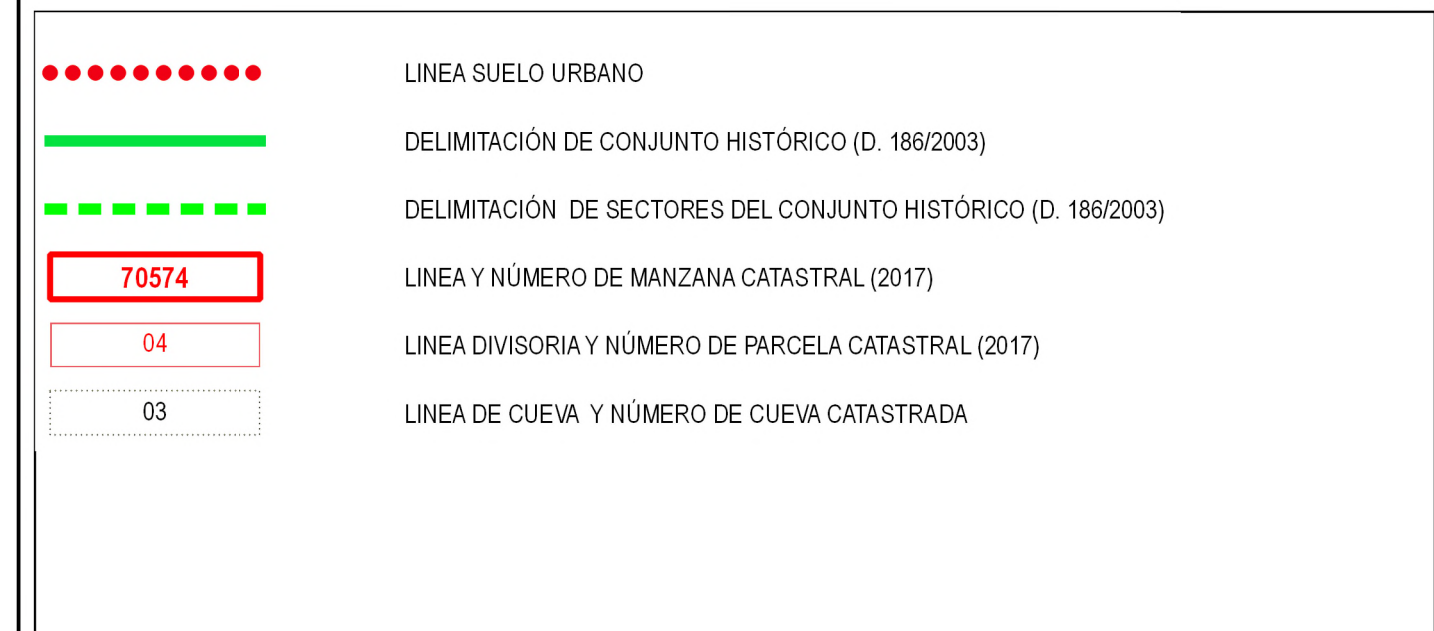 LINEA SUELO URBANO
DELIMITACIÓN DE CONJUNTO HISTÓRICO (D. 186/2003)
DELIMITACIÓN DE SECTORES DEL CONJUNTO HISTÓRICO (D. 186/2003)
70574 LINEA Y NÚMERO DE MANZANA CATASTRAL (2017)
04 LINEA DIVISORIA Y NÚMERO DE PARCELA CATASTRAL (2017)
03 LINEA DE CUEVA Y NÚMERO DE CUEVA CATASTRADA